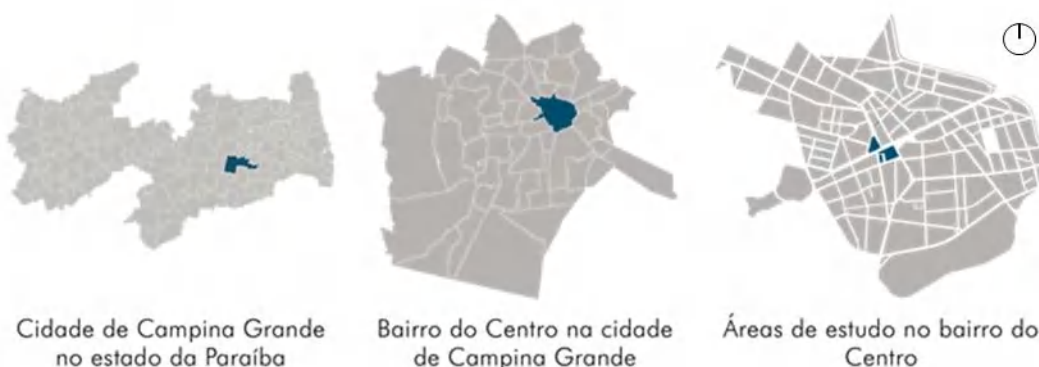 Cidade de Campina Grande
no estado da Paraíba
Bairro do Centro na cidade
de Campina Grande
Áreas de estudo no bairro do
Centro